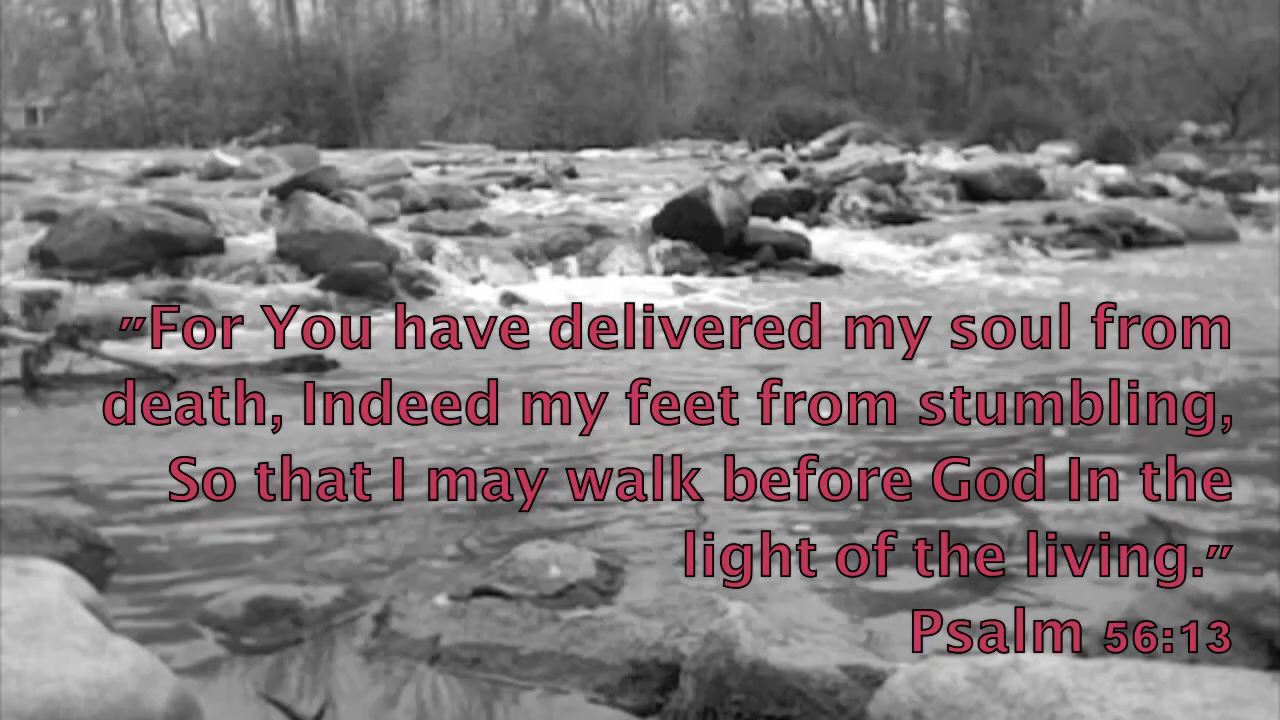 "For You have delivered my soul from
death, Indeed my feet from stumbling,
So that I may walk before God In the
light of the living."
Psalm 56:13